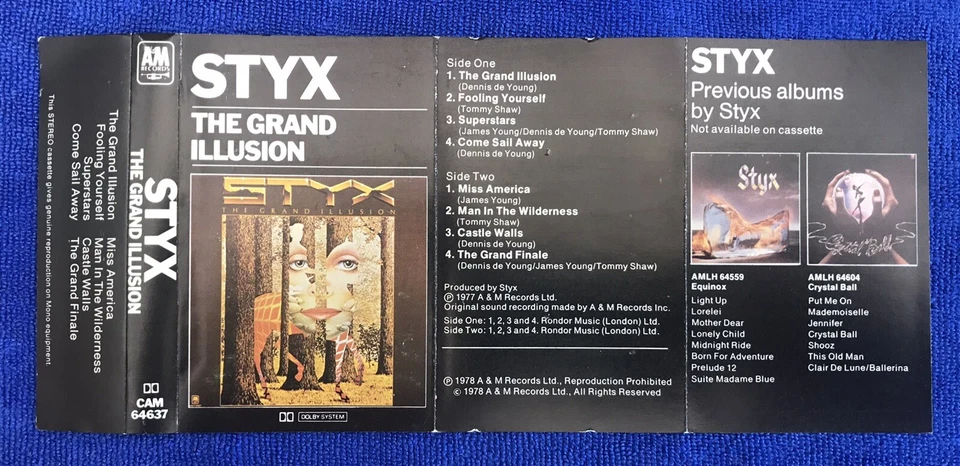 This STEREO cassette gives genuine reproduction on Mono equipment.
The Grand Illusion
Fooling Yourself
Superstars
Come Sail Away
Miss America
Man In The Wilderness
Castle Walls
The Grand Finale
A&M
RECORDS
STYX
THE GRAND ILLUSION
CAM
64637
STYX
THE GRAND
ILLUSION
STYX
THE GRAND ILLUSION
DOLBY SYSTEM
Side One
1. The Grand Illusion
(Dennis de Young)
2. Fooling Yourself
(Tommy Shaw)
3. Superstars
(James Young/Dennis de Young/Tommy Shaw)
4. Come Sail Away
(Dennis de Young)
Side Two
1. Miss America
(James Young)
2. Man In The Wilderness
(Tommy Shaw)
3. Castle Walls
(Dennis de Young)
4. The Grand Finale
(Dennis de Young/James Young/Tommy Shaw)
Produced by Styx
℗ 1977 A & M Records Ltd.
Original sound recording made by A & M Records Inc.
Side One: 1, 2, 3 and 4. Rondor Music (London) Ltd.
Side Two: 1, 2, 3 and 4. Rondor Music (London) Ltd.
℗ 1978 A & M Records Ltd., Reproduction Prohibited
© 1978 A & M Records Ltd., All Rights Reserved
STYX
Previous albums
by Styx
Not available on cassette
Styx
Crystal Ball
AMLH 64559
Equinox
Light Up
Lorelei
Mother Dear
Lonely Child
Midnight Ride
Born For Adventure
Prelude 12
Suite Madame Blue
AMLH 64604
Crystal Ball
Put Me On
Mademoiselle
Jennifer
Crystal Ball
Shooz
This Old Man
Clair De Lune/Ballerina